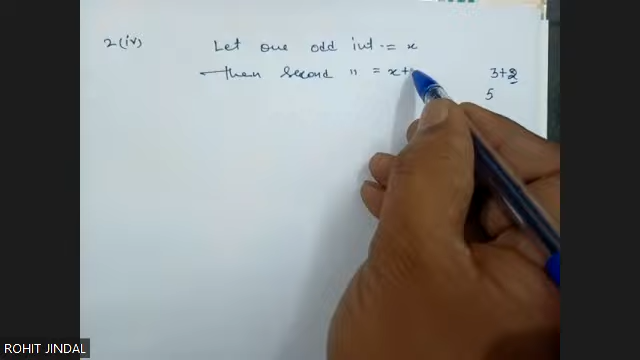 2(iv) Let one odd int. = x
Then second " = x+
3+2
5
ROHIT JINDAL